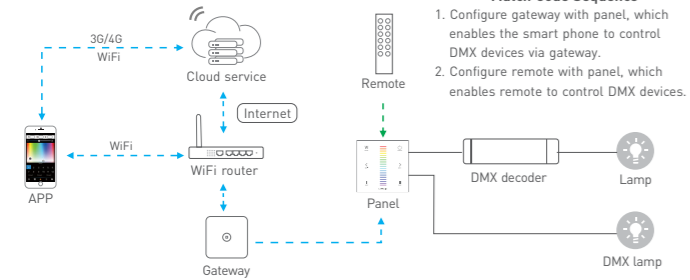 1. Configure gateway with panel, which
enables the smart phone to control
DMX devices via gateway.
2. Configure remote with panel, which
enables remote to control DMX devices.
3G/4G
WiFi
Cloud service
Remote
Internet
WiFi
WiFi router
APP
Panel
DMX decoder
Lamp
Gateway
DMX lamp